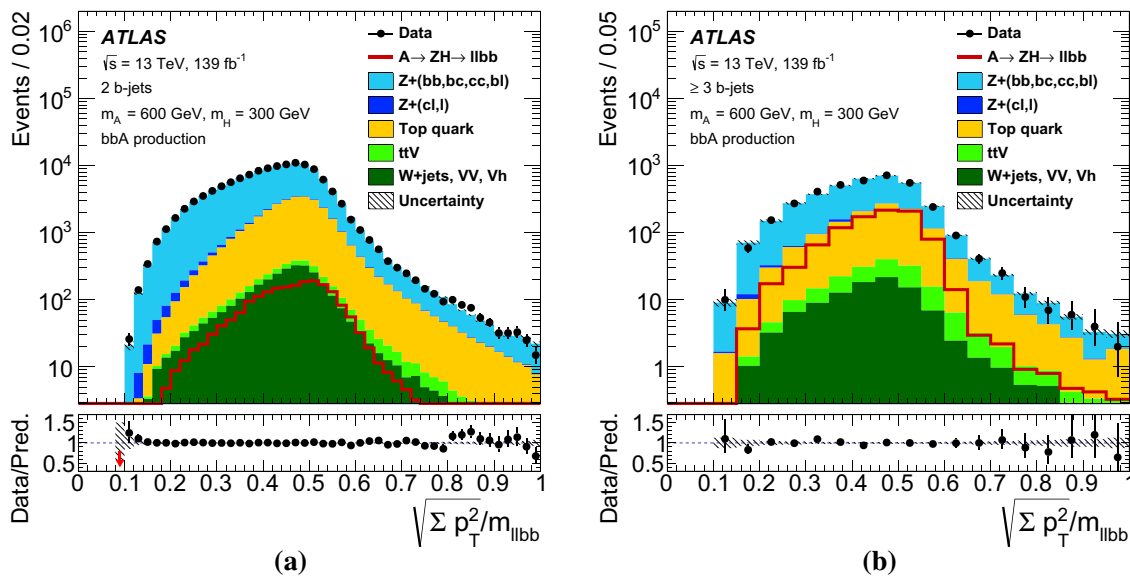 Events / 0.02
10⁶
10⁵
10⁴
10³
10²
10
ATLAS
√s = 13 TeV, 139 fb⁻¹
2 b-jets
m_A = 600 GeV, m_H = 300 GeV
bbA production
Data
A→ ZH→ llbb
Z+(bb,bc,cc,bl)
Z+(cl,l)
Top quark
ttV
W+jets, VV, Vh
Uncertainty
Data/Pred.
1.5
1
0.5
0 0.1 0.2 0.3 0.4 0.5 0.6 0.7 0.8 0.9 1
√Σ p_T²/m_llbb
(a)
Events / 0.05
10⁵
10⁴
10³
10²
10
1
ATLAS
√s = 13 TeV, 139 fb⁻¹
≥ 3 b-jets
m_A = 600 GeV, m_H = 300 GeV
bbA production
Data
A→ ZH→ llbb
Z+(bb,bc,cc,bl)
Z+(cl,l)
Top quark
ttV
W+jets, VV, Vh
Uncertainty
Data/Pred.
1.5
1
0.5
0 0.1 0.2 0.3 0.4 0.5 0.6 0.7 0.8 0.9 1
√Σ p_T²/m_llbb
(b)